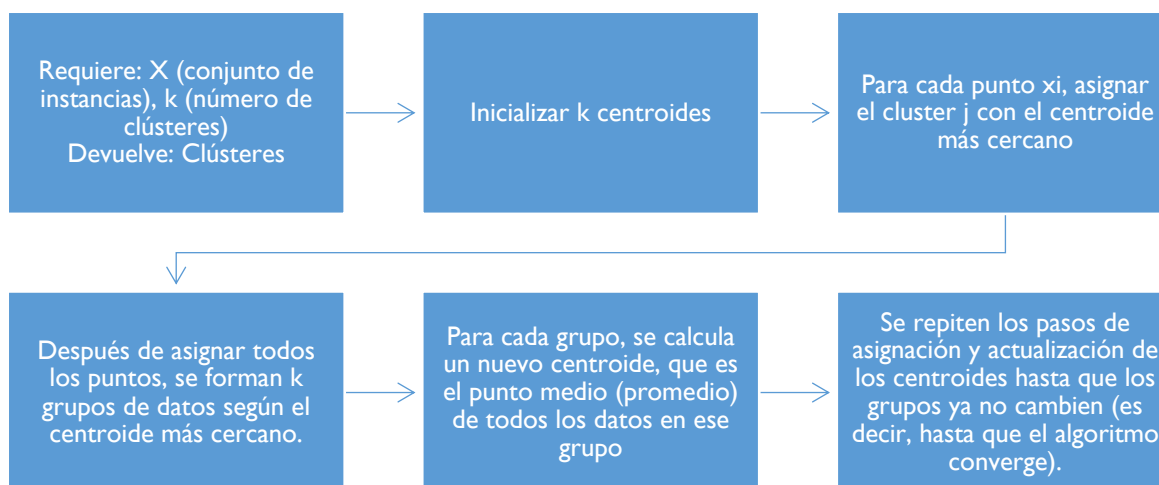 Requiere: X (conjunto de
instancias), k (número de
clústeres)
Devuelve: Clústeres
Inicializar k centroides
Para cada punto xi, asignar
el cluster j con el centroide
más cercano
Después de asignar todos
los puntos, se forman k
grupos de datos según el
centroide más cercano.
Para cada grupo, se calcula
un nuevo centroide, que es
el punto medio (promedio)
de todos los datos en ese
grupo
Se repiten los pasos de
asignación y actualización de
los centroides hasta que los
grupos ya no cambien (es
decir, hasta que el algoritmo
converge).